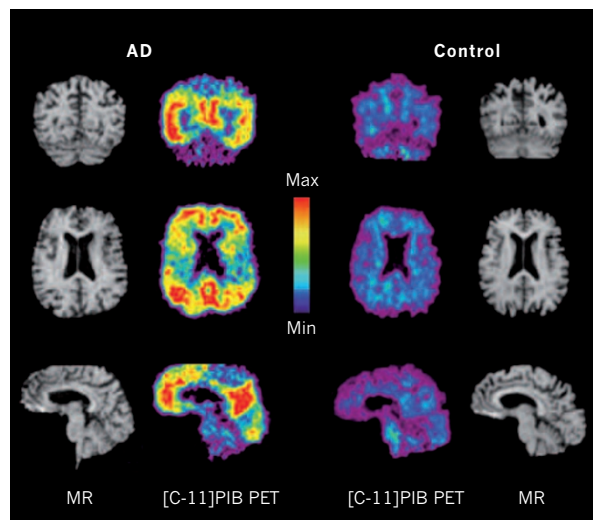 AD
Control
Max
Min
MR
[C-11]PIB PET
[C-11]PIB PET
MR